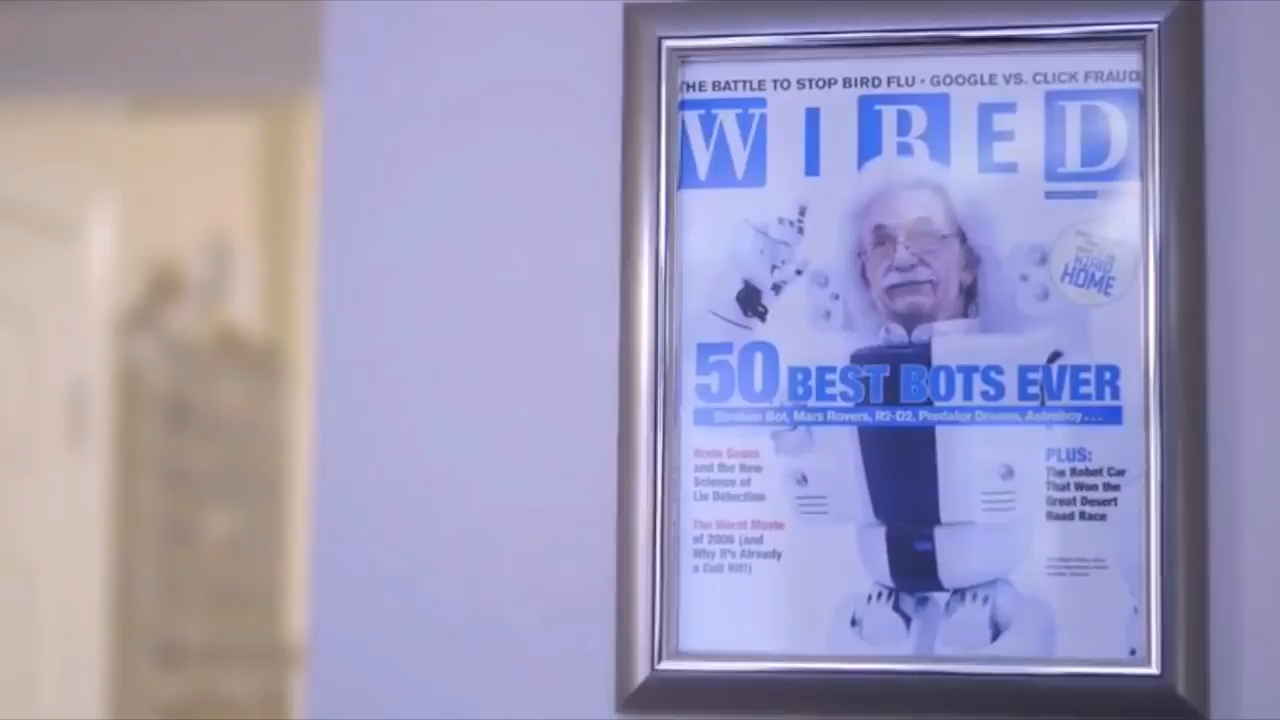 THE BATTLE TO STOP BIRD FLU • GOOGLE VS. CLICK FRAUD
WIRED
HOME
50 BEST BOTS EVER
Einstein Bot, Mars Rovers, R2-D2, Predator Drones, Astroboy...
Brain Scans
and the New
Science of
Lie Detection
The Worst Movie
of 2006 (and
Why It's Already
a Cult Hit!)
PLUS:
The Robot Car
That Won the
Great Desert
Road Race